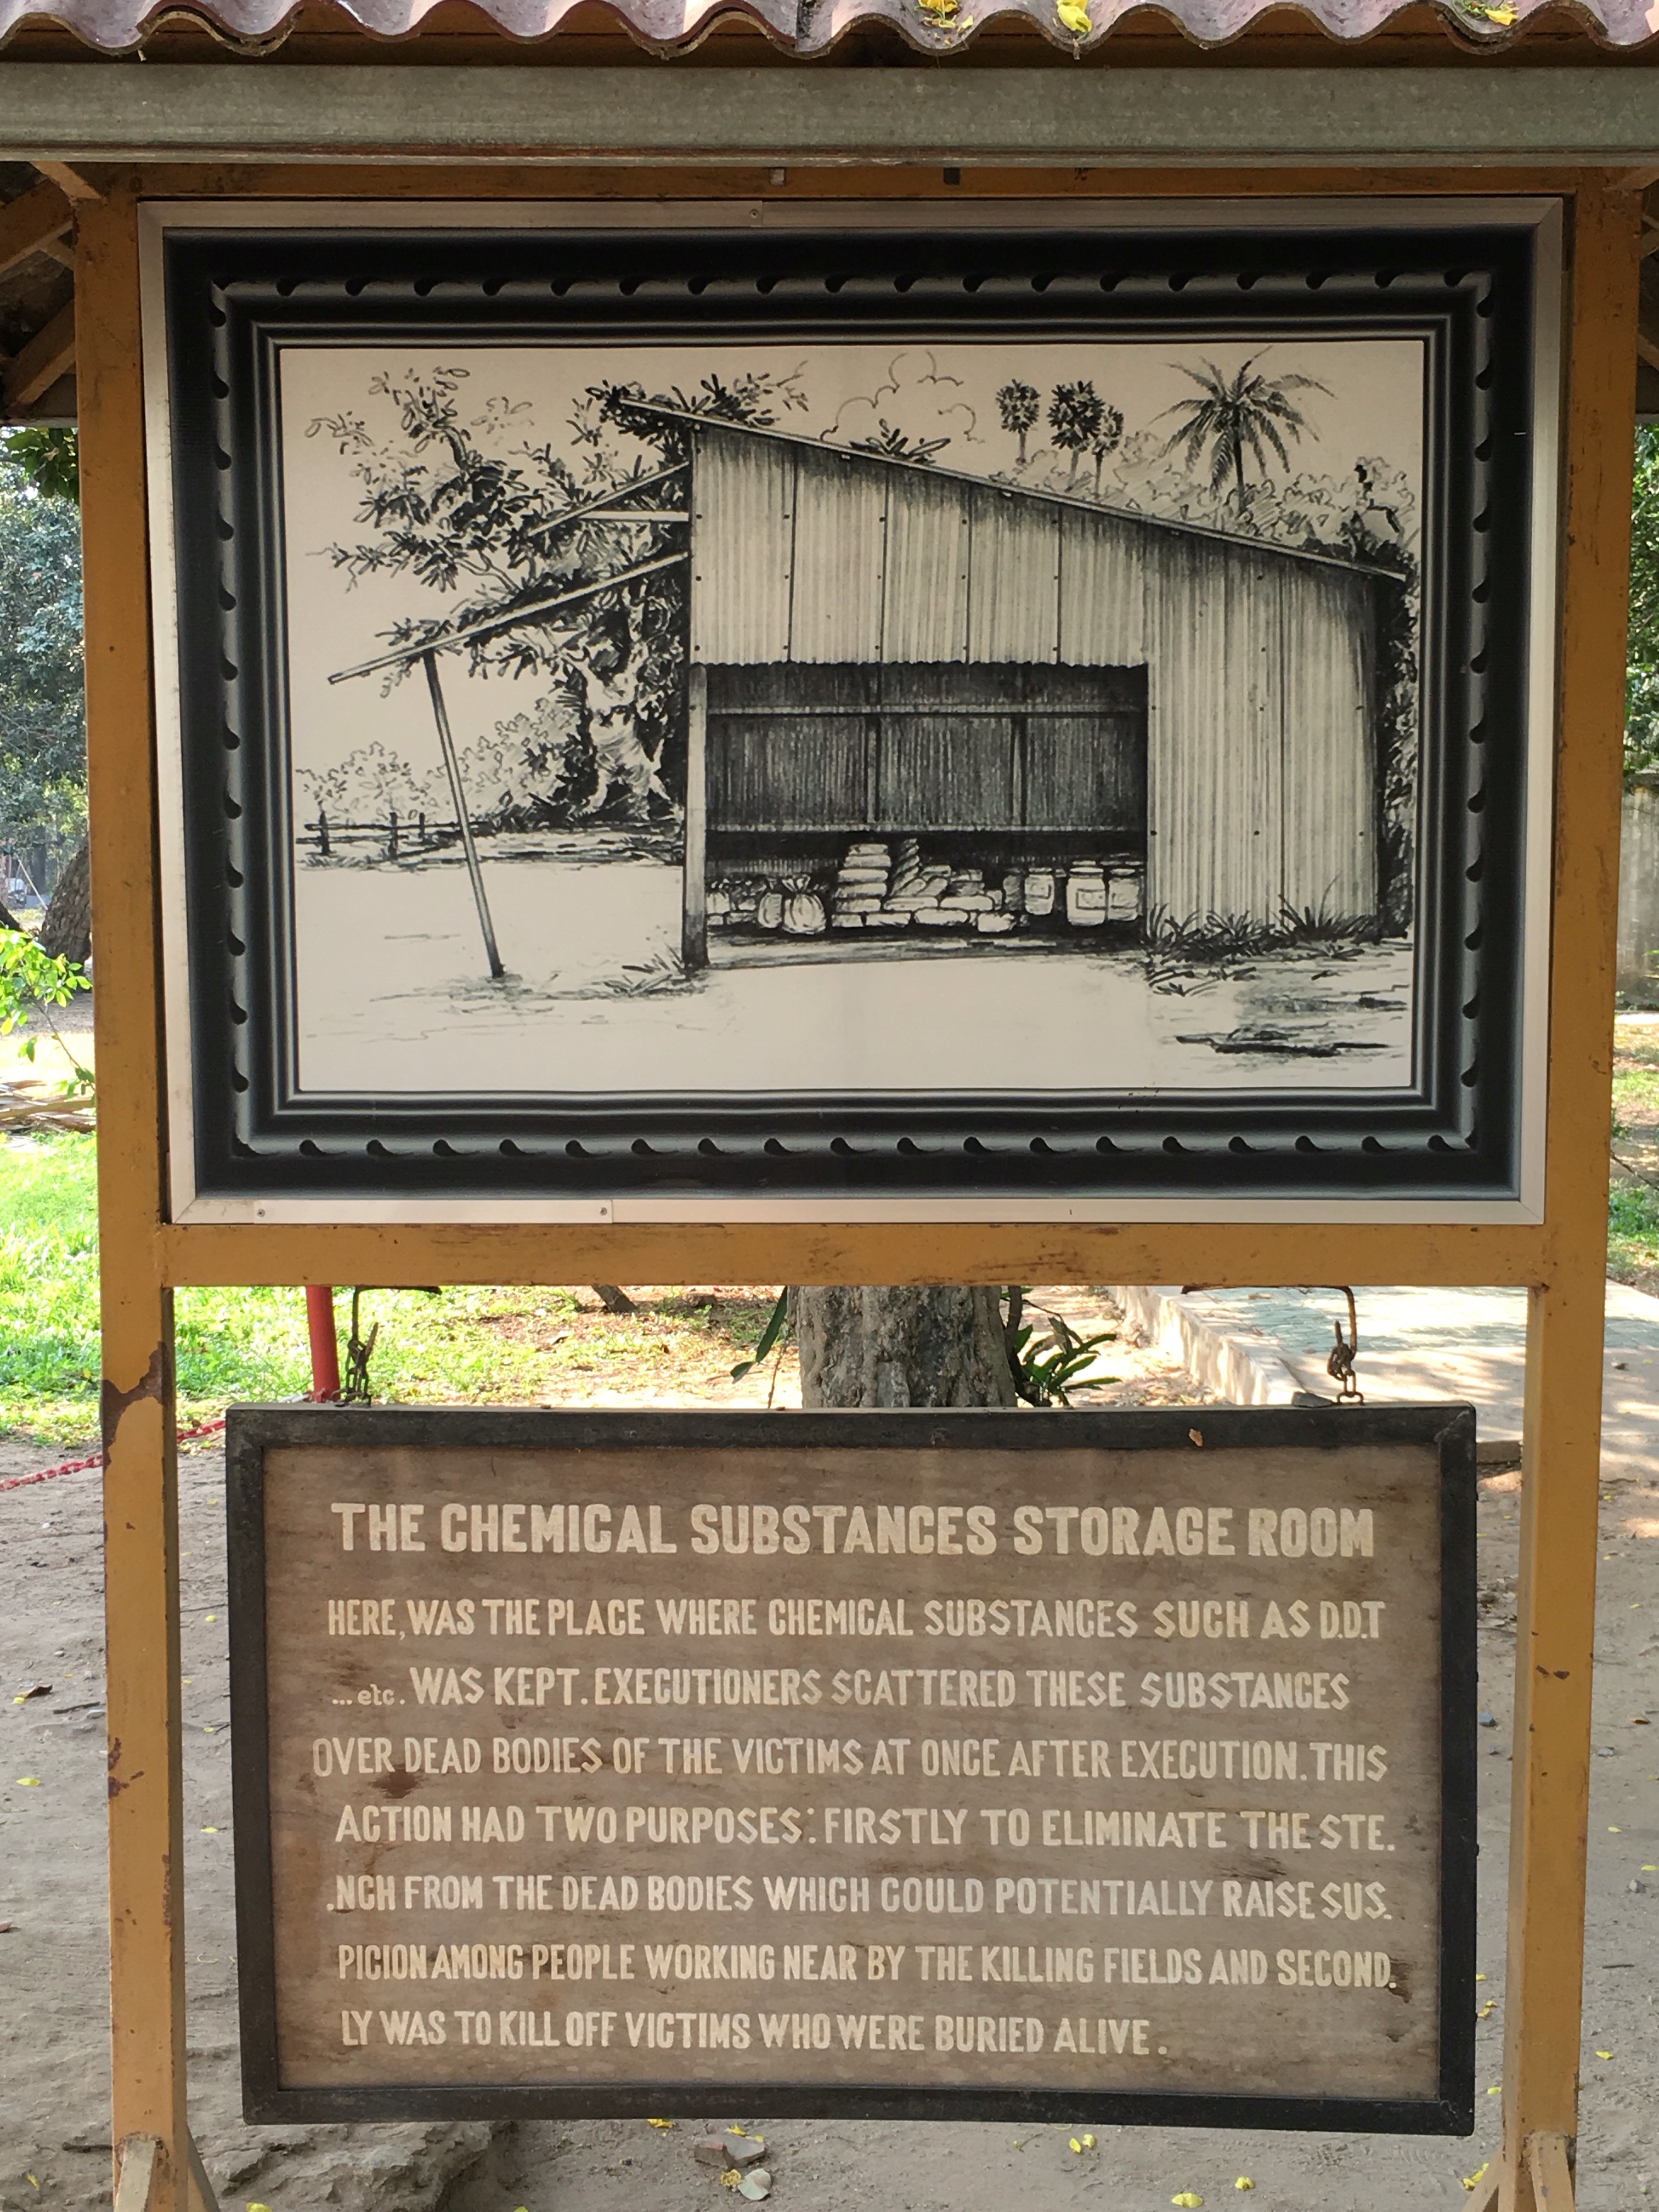 THE CHEMICAL SUBSTANCES STORAGE ROOM
HERE, WAS THE PLACE WHERE CHEMICAL SUBSTANCES SUCH AS D.D.T
...etc. WAS KEPT. EXECUTIONERS SCATTERED THESE SUBSTANCES
OVER DEAD BODIES OF THE VICTIMS AT ONCE AFTER EXECUTION. THIS
ACTION HAD TWO PURPOSES: FIRSTLY TO ELIMINATE THE STE.
.NCH FROM THE DEAD BODIES WHICH COULD POTENTIALLY RAISE SUS.
PICION AMONG PEOPLE WORKING NEAR BY THE KILLING FIELDS AND SECOND.
LY WAS TO KILL OFF VICTIMS WHO WERE BURIED ALIVE.